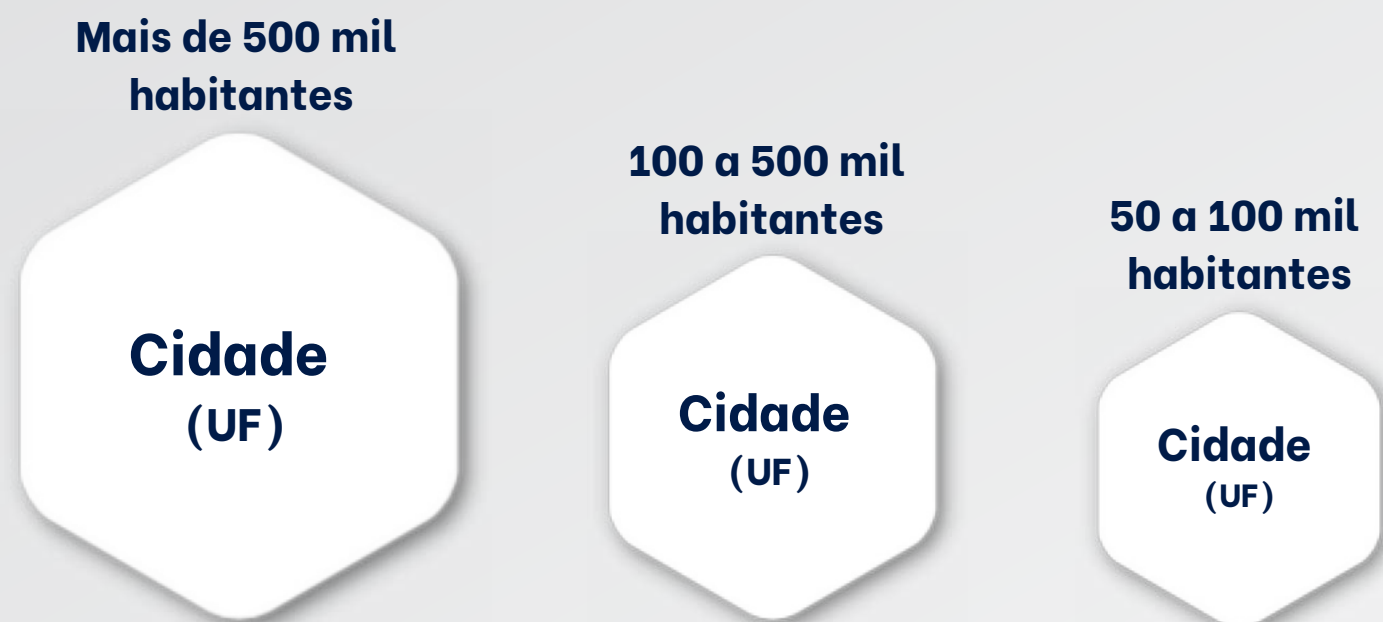 Mais de 500 mil
habitantes
Cidade
(UF)
100 a 500 mil
habitantes
Cidade
(UF)
50 a 100 mil
habitantes
Cidade
(UF)